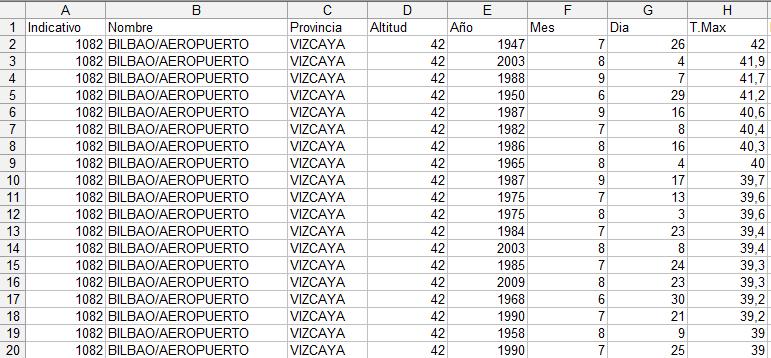 A B C D E F G H
1 Indicativo Nombre Provincia Altitud Año Mes Dia T.Max
2 1082 BILBAO/AEROPUERTO VIZCAYA 42 1947 7 26 42
3 1082 BILBAO/AEROPUERTO VIZCAYA 42 2003 8 4 41,9
4 1082 BILBAO/AEROPUERTO VIZCAYA 42 1988 9 7 41,7
5 1082 BILBAO/AEROPUERTO VIZCAYA 42 1950 6 29 41,2
6 1082 BILBAO/AEROPUERTO VIZCAYA 42 1987 9 16 40,6
7 1082 BILBAO/AEROPUERTO VIZCAYA 42 1982 7 8 40,4
8 1082 BILBAO/AEROPUERTO VIZCAYA 42 1986 8 16 40,3
9 1082 BILBAO/AEROPUERTO VIZCAYA 42 1965 8 4 40
10 1082 BILBAO/AEROPUERTO VIZCAYA 42 1987 9 17 39,7
11 1082 BILBAO/AEROPUERTO VIZCAYA 42 1975 7 13 39,6
12 1082 BILBAO/AEROPUERTO VIZCAYA 42 1975 8 3 39,6
13 1082 BILBAO/AEROPUERTO VIZCAYA 42 1984 7 23 39,4
14 1082 BILBAO/AEROPUERTO VIZCAYA 42 2003 8 8 39,4
15 1082 BILBAO/AEROPUERTO VIZCAYA 42 1985 7 24 39,3
16 1082 BILBAO/AEROPUERTO VIZCAYA 42 2009 8 23 39,3
17 1082 BILBAO/AEROPUERTO VIZCAYA 42 1968 6 30 39,2
18 1082 BILBAO/AEROPUERTO VIZCAYA 42 1990 7 21 39,2
19 1082 BILBAO/AEROPUERTO VIZCAYA 42 1958 8 9 39
20 1082 BILBAO/AEROPUERTO VIZCAYA 42 1990 7 25 39